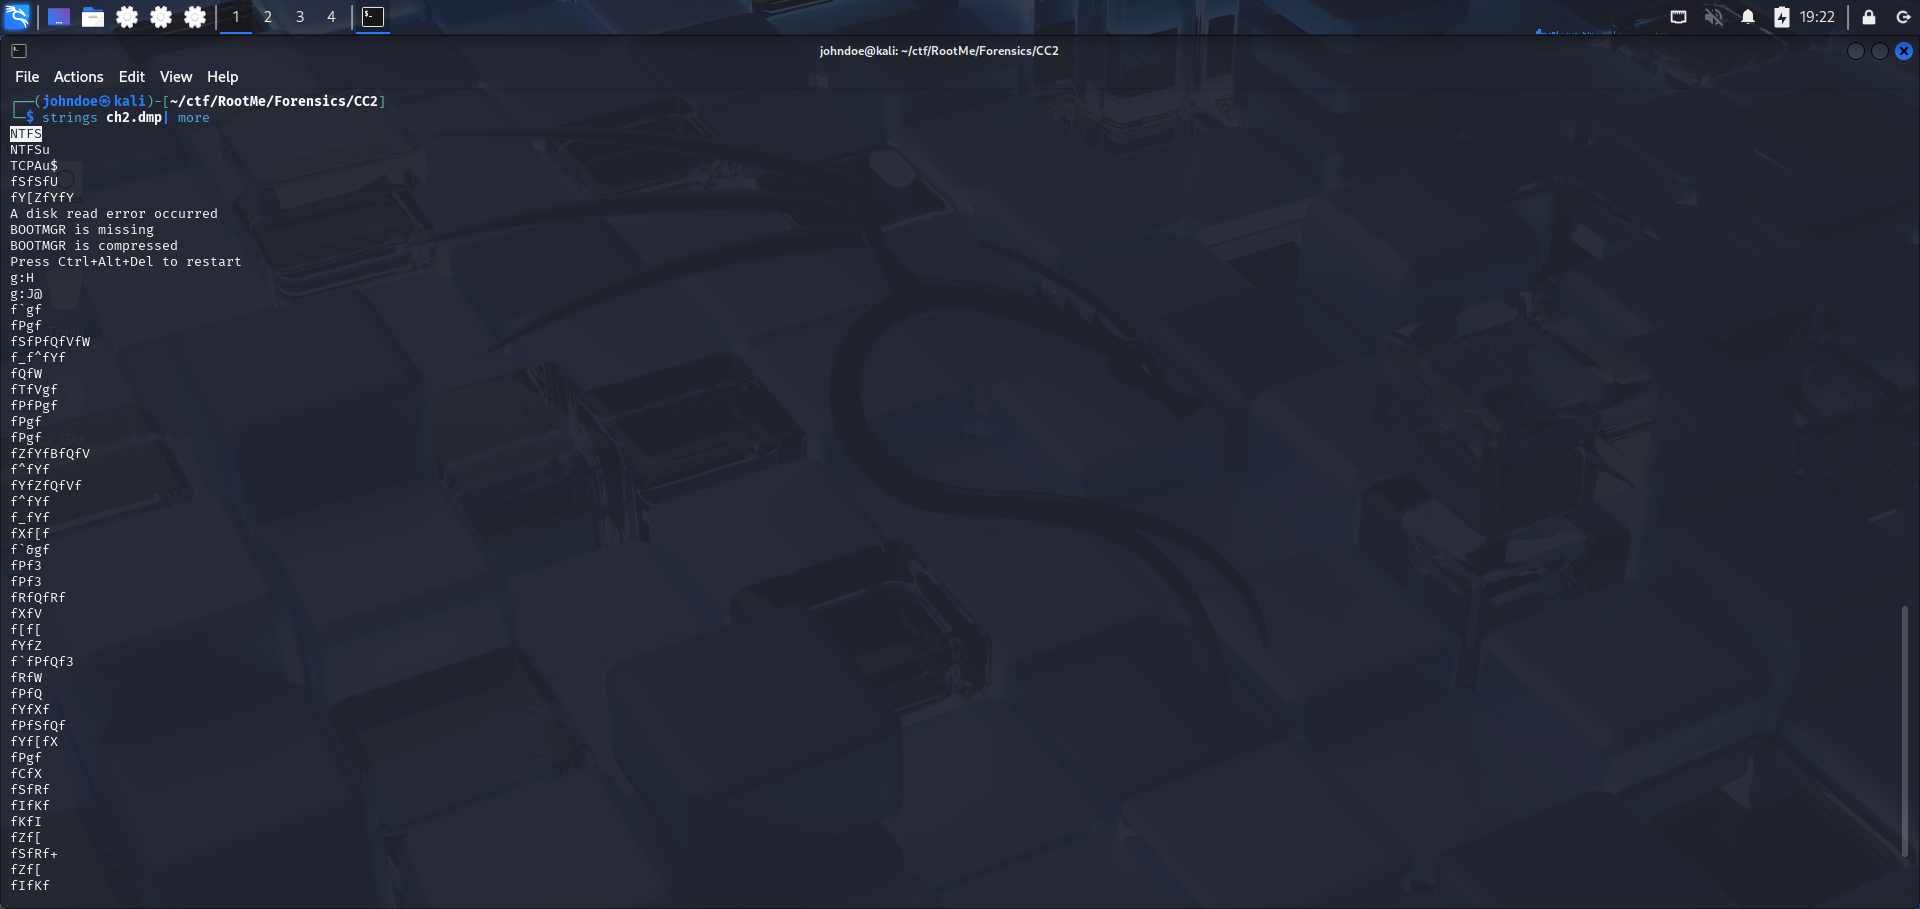 1 2 3 4 19:22
johndoe@kali: ~/ctf/RootMe/Forensics/CC2
File Actions Edit View Help
┌──(johndoe㉿kali)-[~/ctf/RootMe/Forensics/CC2]
└─$ strings ch2.dmp| more
NTFS
NTFSu
TCPAu$
fSfSfU
fY[ZfYfY
A disk read error occurred
BOOTMGR is missing
BOOTMGR is compressed
Press Ctrl+Alt+Del to restart
g:H
g:J@
f`gf
fPgf
fSfPfQfVfW
f_f^fYf
fQfW
fTfVgf
fPfPgf
fPgf
fPgf
fZfYfBfQfV
f^fYf
fYfZfQfVf
f^fYf
f_fYf
fXf[f
f`&gf
fPf3
fPf3
fRfQfRf
fXfV
f[f[
fYfZ
f`fPfQf3
fRfW
fPfQ
fYfXf
fPfSfQf
fYf[fX
fPgf
fCfX
fSfRf
fIfKf
fKfI
fZf[
fSfRf+
fZf[
fIfKf